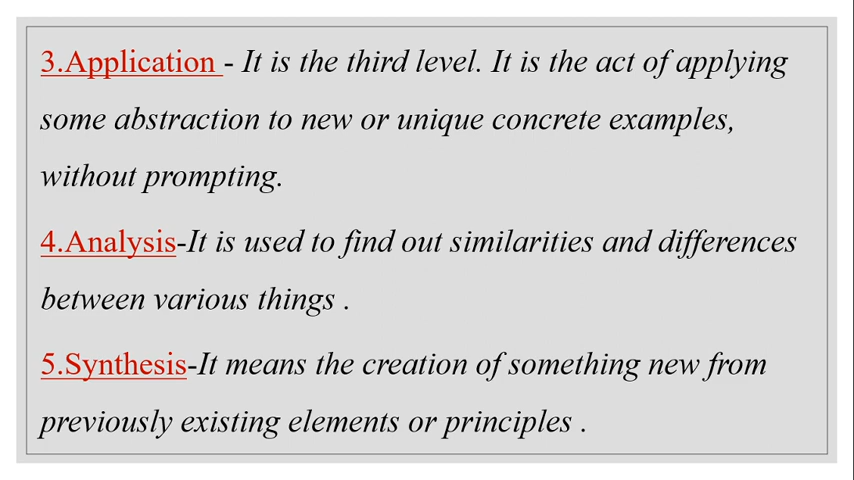 3.Application - It is the third level. It is the act of applying
some abstraction to new or unique concrete examples,
without prompting.
4.Analysis-It is used to find out similarities and differences
between various things .
5.Synthesis-It means the creation of something new from
previously existing elements or principles .